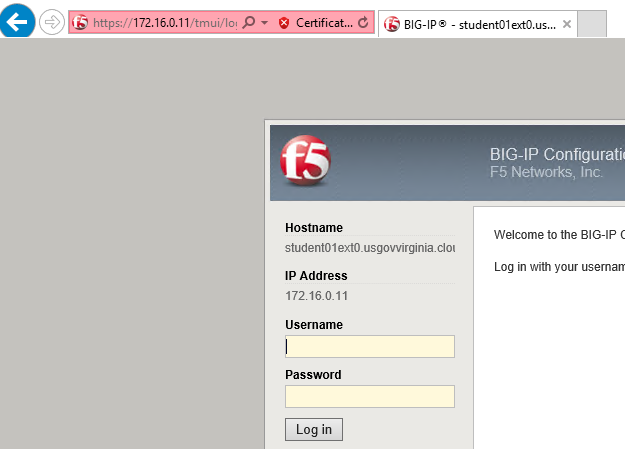 https://172.16.0.11/tmui/lo
Certificat...
BIG-IP® - student01ext0.us...
f5
BIG-IP Configurati
F5 Networks, Inc.
Hostname
student01ext0.usgovvirginia.clou
Welcome to the BIG-IP C
IP Address
Log in with your usernam
172.16.0.11
Username
Password
Log in